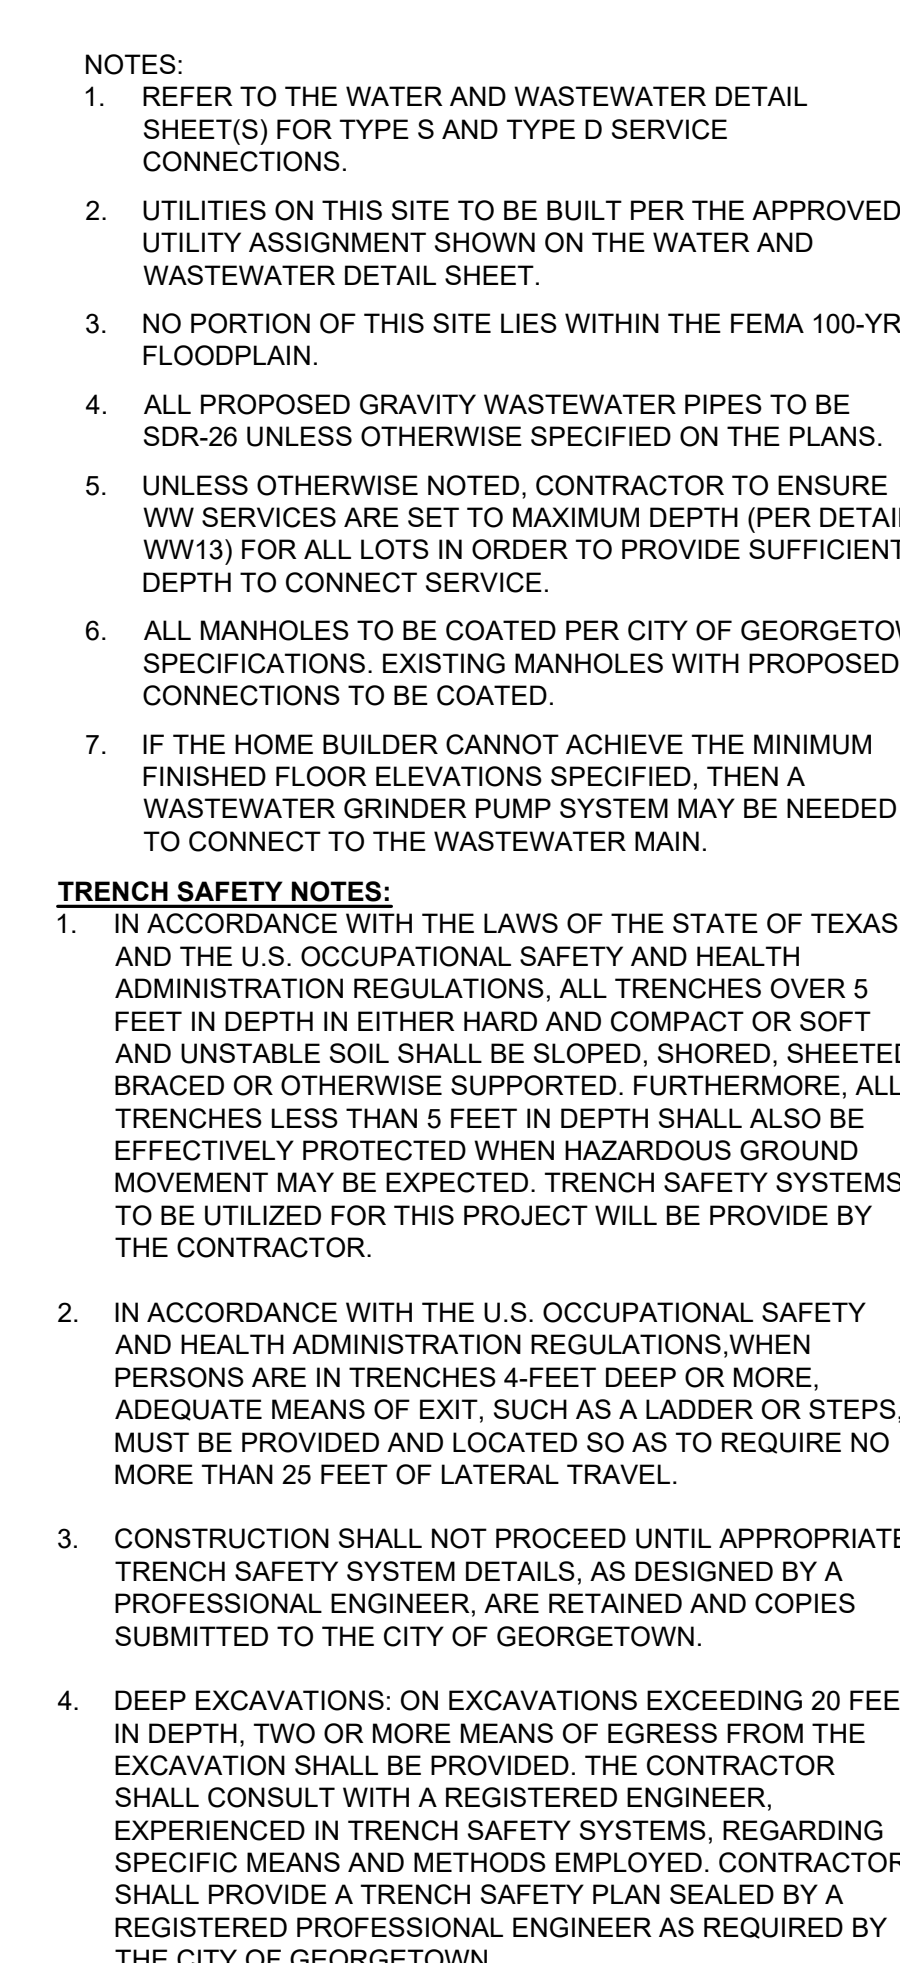 NOTES:
1. REFER TO THE WATER AND WASTEWATER DETAIL
SHEET(S) FOR TYPE S AND TYPE D SERVICE
CONNECTIONS.
2. UTILITIES ON THIS SITE TO BE BUILT PER THE APPROVED
UTILITY ASSIGNMENT SHOWN ON THE WATER AND
WASTEWATER DETAIL SHEET.
3. NO PORTION OF THIS SITE LIES WITHIN THE FEMA 100-YR
FLOODPLAIN.
4. ALL PROPOSED GRAVITY WASTEWATER PIPES TO BE
SDR-26 UNLESS OTHERWISE SPECIFIED ON THE PLANS.
5. UNLESS OTHERWISE NOTED, CONTRACTOR TO ENSURE
WW SERVICES ARE SET TO MAXIMUM DEPTH (PER DETAIL
WW13) FOR ALL LOTS IN ORDER TO PROVIDE SUFFICIENT
DEPTH TO CONNECT SERVICE.
6. ALL MANHOLES TO BE COATED PER CITY OF GEORGETOW
SPECIFICATIONS. EXISTING MANHOLES WITH PROPOSED
CONNECTIONS TO BE COATED.
7. IF THE HOME BUILDER CANNOT ACHIEVE THE MINIMUM
FINISHED FLOOR ELEVATIONS SPECIFIED, THEN A
WASTEWATER GRINDER PUMP SYSTEM MAY BE NEEDED
TO CONNECT TO THE WASTEWATER MAIN.
TRENCH SAFETY NOTES:
1. IN ACCORDANCE WITH THE LAWS OF THE STATE OF TEXAS
AND THE U.S. OCCUPATIONAL SAFETY AND HEALTH
ADMINISTRATION REGULATIONS, ALL TRENCHES OVER 5
FEET IN DEPTH IN EITHER HARD AND COMPACT OR SOFT
AND UNSTABLE SOIL SHALL BE SLOPED, SHORED, SHEETED
BRACED OR OTHERWISE SUPPORTED. FURTHERMORE, ALL
TRENCHES LESS THAN 5 FEET IN DEPTH SHALL ALSO BE
EFFECTIVELY PROTECTED WHEN HAZARDOUS GROUND
MOVEMENT MAY BE EXPECTED. TRENCH SAFETY SYSTEMS
TO BE UTILIZED FOR THIS PROJECT WILL BE PROVIDE BY
THE CONTRACTOR.
2. IN ACCORDANCE WITH THE U.S. OCCUPATIONAL SAFETY
AND HEALTH ADMINISTRATION REGULATIONS,WHEN
PERSONS ARE IN TRENCHES 4-FEET DEEP OR MORE,
ADEQUATE MEANS OF EXIT, SUCH AS A LADDER OR STEPS,
MUST BE PROVIDED AND LOCATED SO AS TO REQUIRE NO
MORE THAN 25 FEET OF LATERAL TRAVEL.
3. CONSTRUCTION SHALL NOT PROCEED UNTIL APPROPRIATE
TRENCH SAFETY SYSTEM DETAILS, AS DESIGNED BY A
PROFESSIONAL ENGINEER, ARE RETAINED AND COPIES
SUBMITTED TO THE CITY OF GEORGETOWN.
4. DEEP EXCAVATIONS: ON EXCAVATIONS EXCEEDING 20 FEE
IN DEPTH, TWO OR MORE MEANS OF EGRESS FROM THE
EXCAVATION SHALL BE PROVIDED. THE CONTRACTOR
SHALL CONSULT WITH A REGISTERED ENGINEER,
EXPERIENCED IN TRENCH SAFETY SYSTEMS, REGARDING
SPECIFIC MEANS AND METHODS EMPLOYED. CONTRACTOR
SHALL PROVIDE A TRENCH SAFETY PLAN SEALED BY A
REGISTERED PROFESSIONAL ENGINEER AS REQUIRED BY
THE CITY OF GEORGETOWN